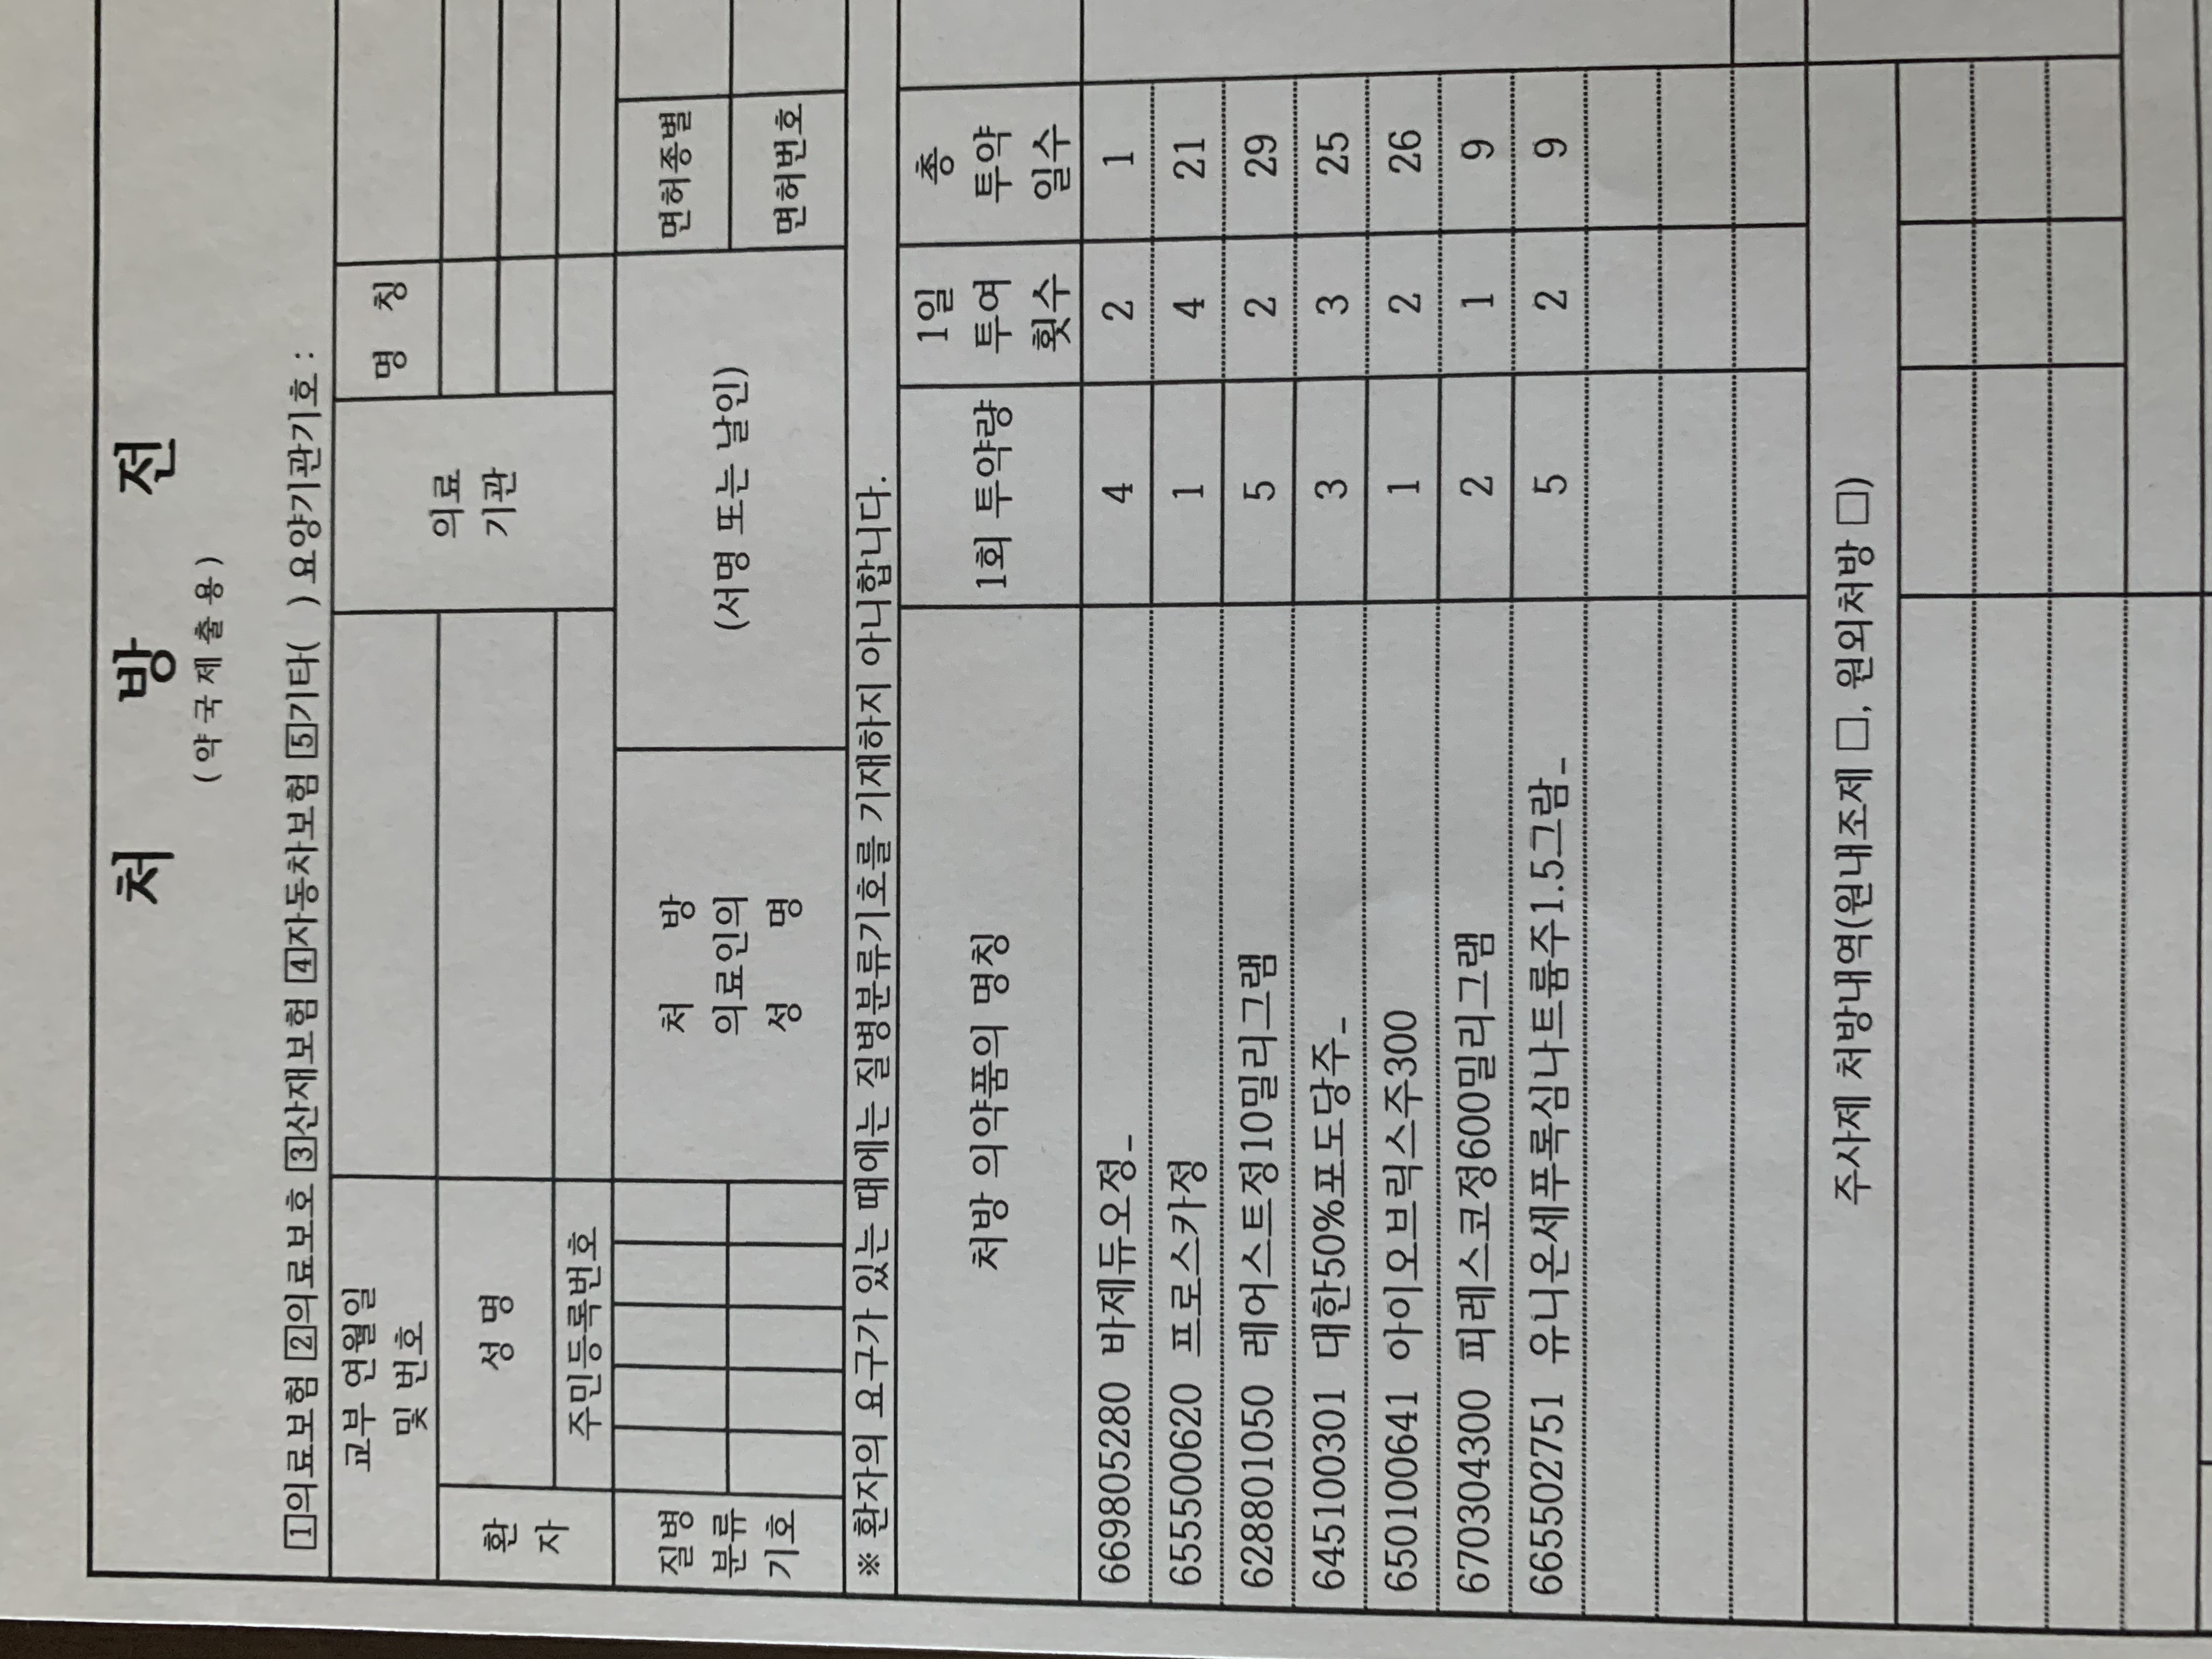 처 방 전
(약국제출용)
1의료보험 2의료보호 3산재보험 4자동차보험 5기타( ) 요양기관기호 :
교부 연월일
및 번호
환
자
성 명
주민등록번호
의료
기관
명 칭
질병
분류
기호
처 방
의료인의
성 명
(서명 또는 날인)
면허종별
면허번호
※ 환자의 요구가 있는 때에는 질병분류기호를 기재하지 아니합니다.
처방 의약품의 명칭
1회 투약량
1일
투여
횟수
총
투약
일수
669805280 바제듀오정_ 4 2 1
655500620 프로스카정 1 4 21
628801050 레어스트정10밀리그램 5 2 29
645100301 대한50%포도당주_ 3 3 25
650100641 아이오브릭스주300 1 2 26
670304300 피레스코정600밀리그램 2 1 9
665502751 유니온세푸록심나트륨주1.5그람_ 5 2 9
주사제 처방내역(원내조제 □, 원외처방 □)